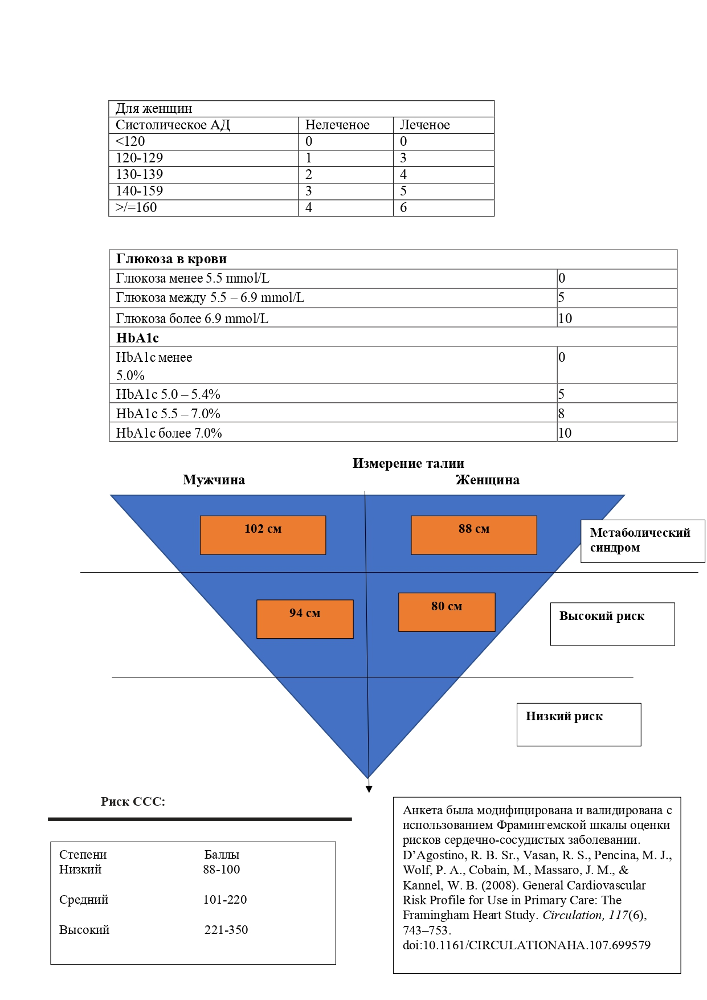 Для женщин
Систолическое АД Нелеченое Леченое
<120 0 0
120-129 1 3
130-139 2 4
140-159 3 5
>/=160 4 6
Глюкоза в крови
Глюкоза менее 5.5 mmol/L 0
Глюкоза между 5.5 – 6.9 mmol/L 5
Глюкоза более 6.9 mmol/L 10
HbA1c
HbA1c менее 0
5.0%
HbA1c 5.0 – 5.4% 5
HbA1c 5.5 – 7.0% 8
HbA1c более 7.0% 10
Измерение талии
Мужчина Женщина
102 см 88 см
Метаболический
синдром
94 см 80 см
Высокий риск
Низкий риск
Риск ССС:
Степени Баллы
Низкий 88-100
Средний 101-220
Высокий 221-350
Анкета была модифицирована и валидирована с
использованием Фрамингемской шкалы оценки
рисков сердечно-сосудистых заболевании.
D’Agostino, R. B. Sr., Vasan, R. S., Pencina, M. J.,
Wolf, P. A., Cobain, M., Massaro, J. M., &
Kannel, W. B. (2008). General Cardiovascular
Risk Profile for Use in Primary Care: The
Framingham Heart Study. Circulation, 117(6),
743–753.
doi:10.1161/CIRCULATIONAHA.107.699579